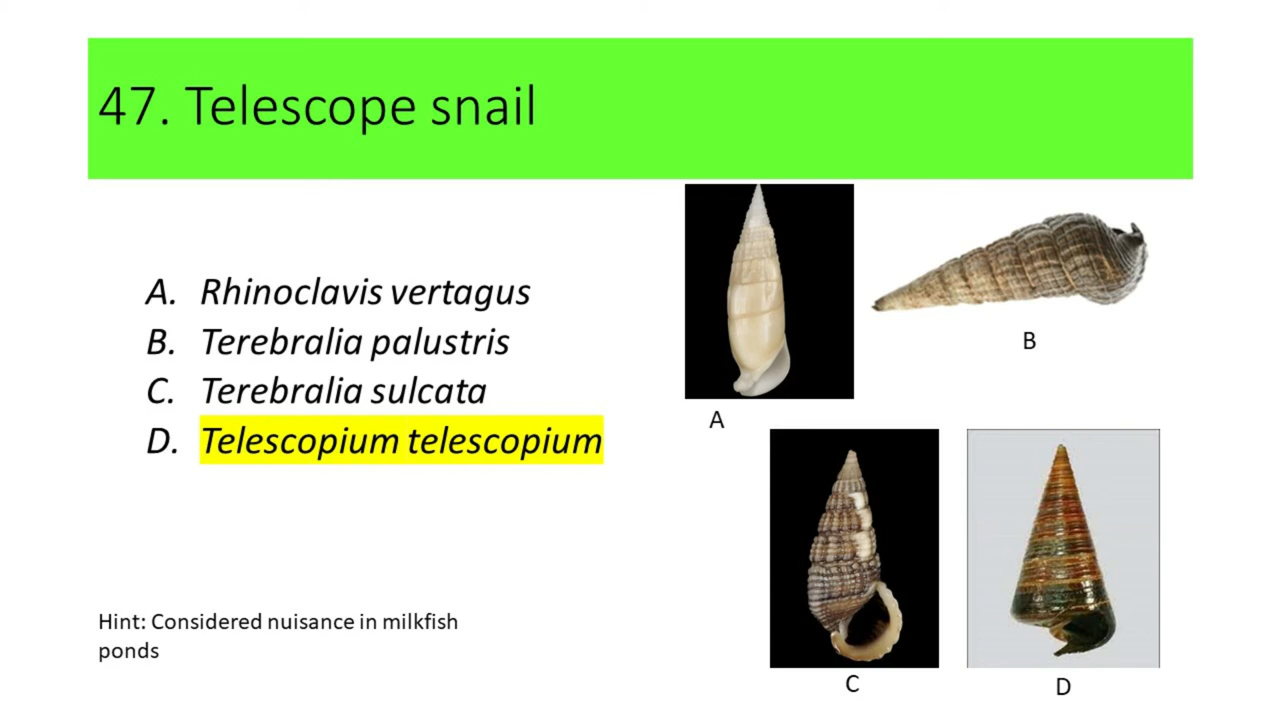 47. Telescope snail
A. Rhinoclavis vertagus
B. Terebralia palustris
C. Terebralia sulcata
D. Telescopium telescopium
Hint: Considered nuisance in milkfish
ponds
A
B
C
D